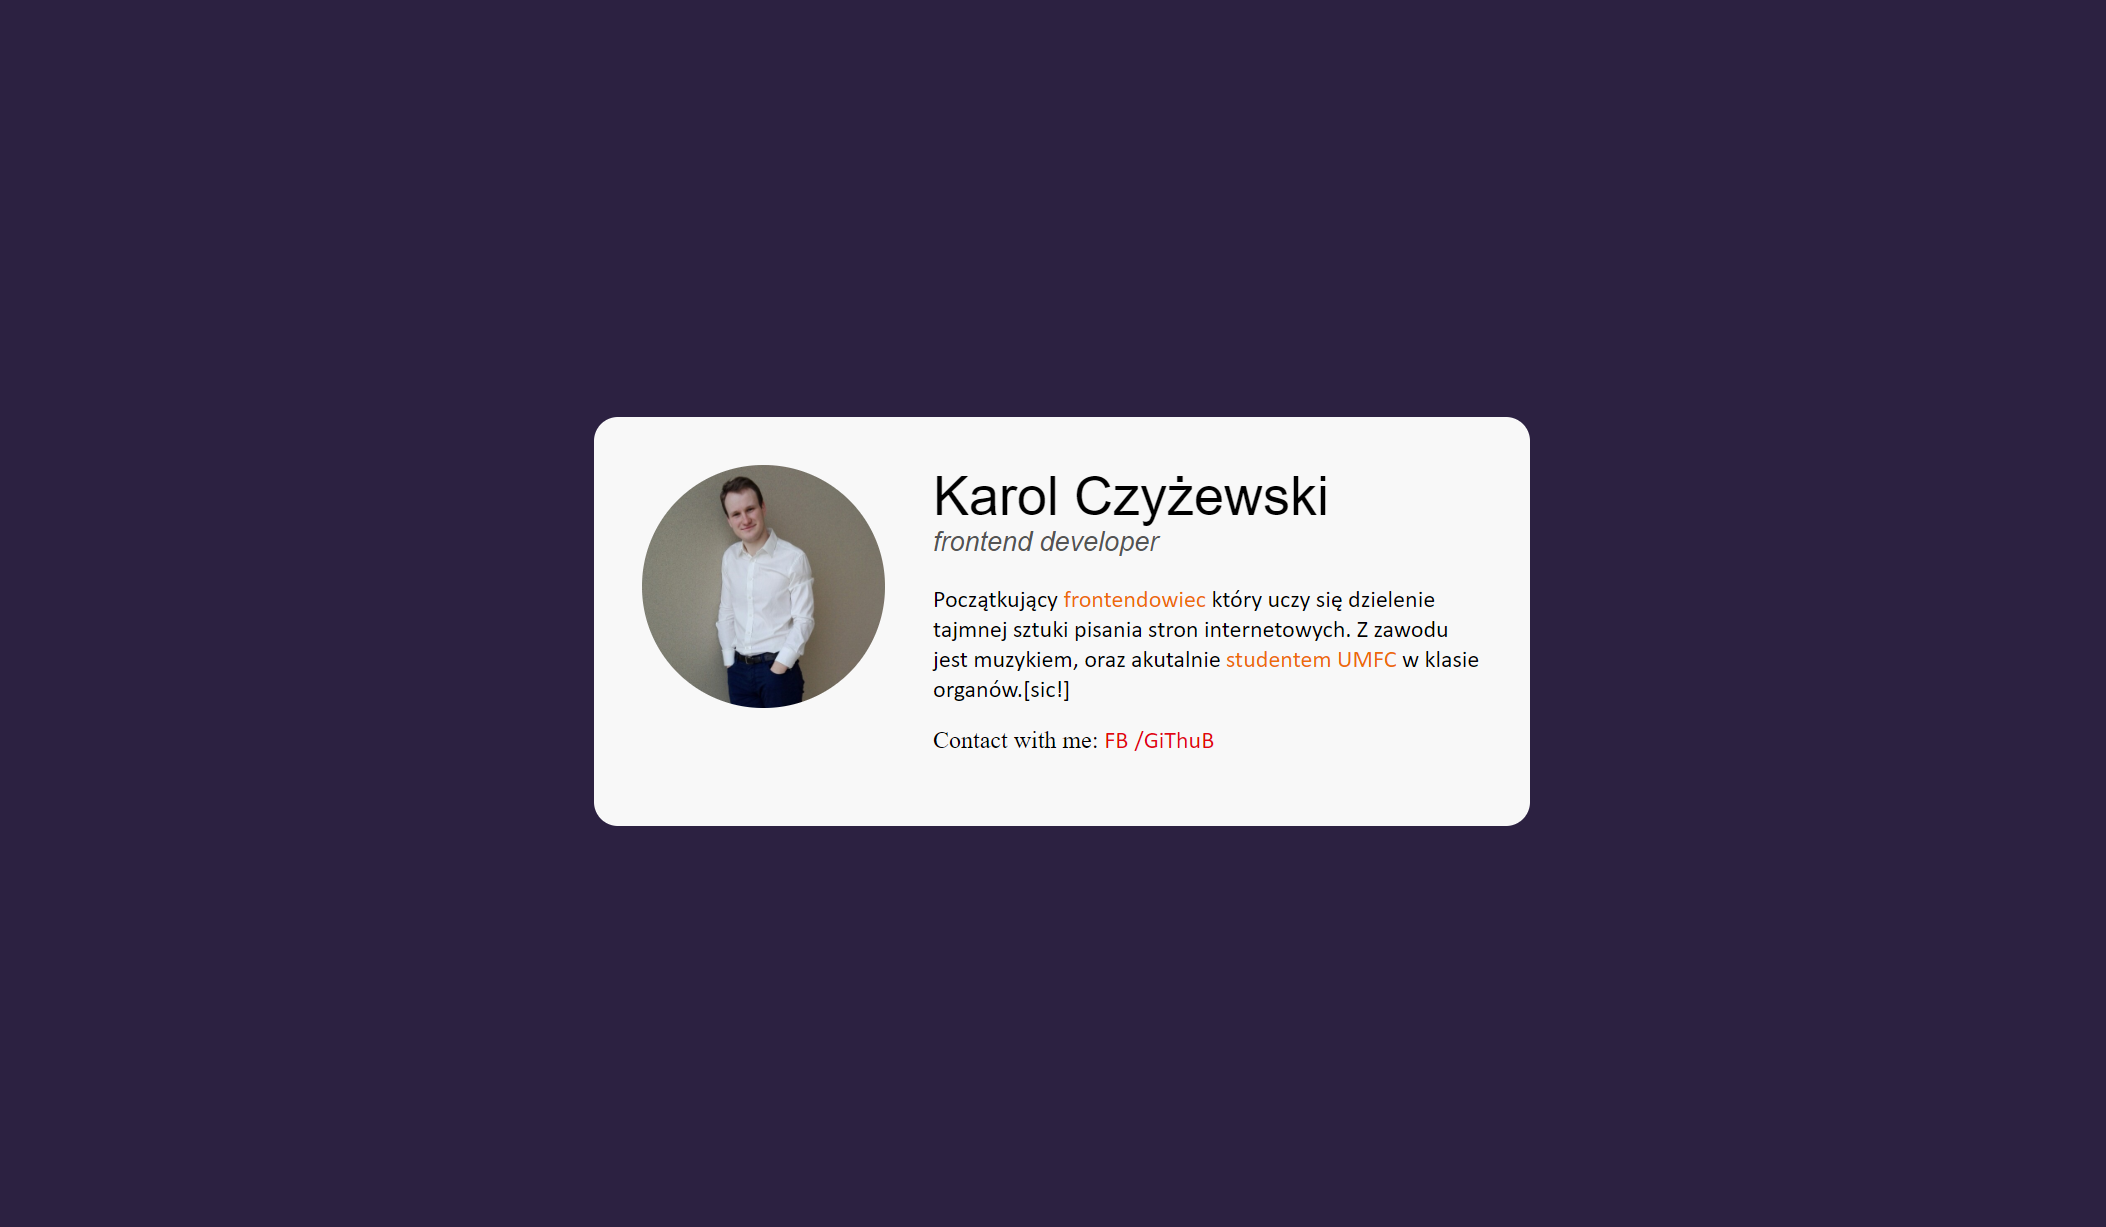 Karol Czyżewski
frontend developer
Początkujący frontendowiec który uczy się dzielenie
tajmnej sztuki pisania stron internetowych. Z zawodu
jest muzykiem, oraz akutalnie studentem UMFC w klasie
organów.[sic!]
Contact with me: FB /GiThuB